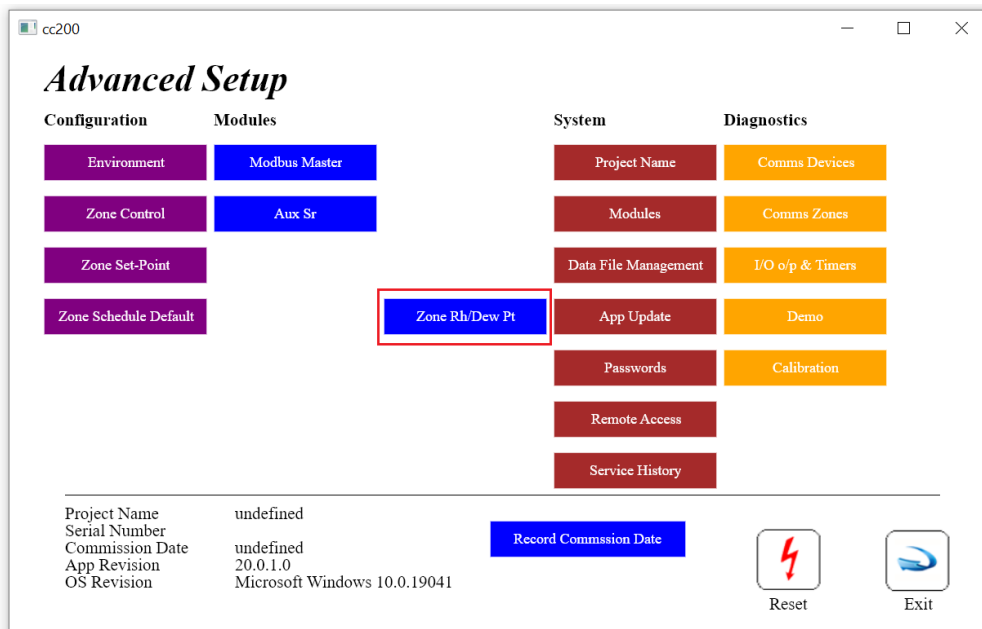 cc200
Advanced Setup
Configuration Modules System Diagnostics
Environment Modbus Master Project Name Comms Devices
Zone Control Aux Sr Modules Comms Zones
Zone Set-Point Data File Management I/O o/p & Timers
Zone Schedule Default Zone Rh/Dew Pt App Update Demo
Passwords Calibration
Remote Access
Service History
Project Name undefined
Serial Number
Commission Date undefined
App Revision 20.0.1.0
OS Revision Microsoft Windows 10.0.19041
Record Commssion Date
Reset Exit